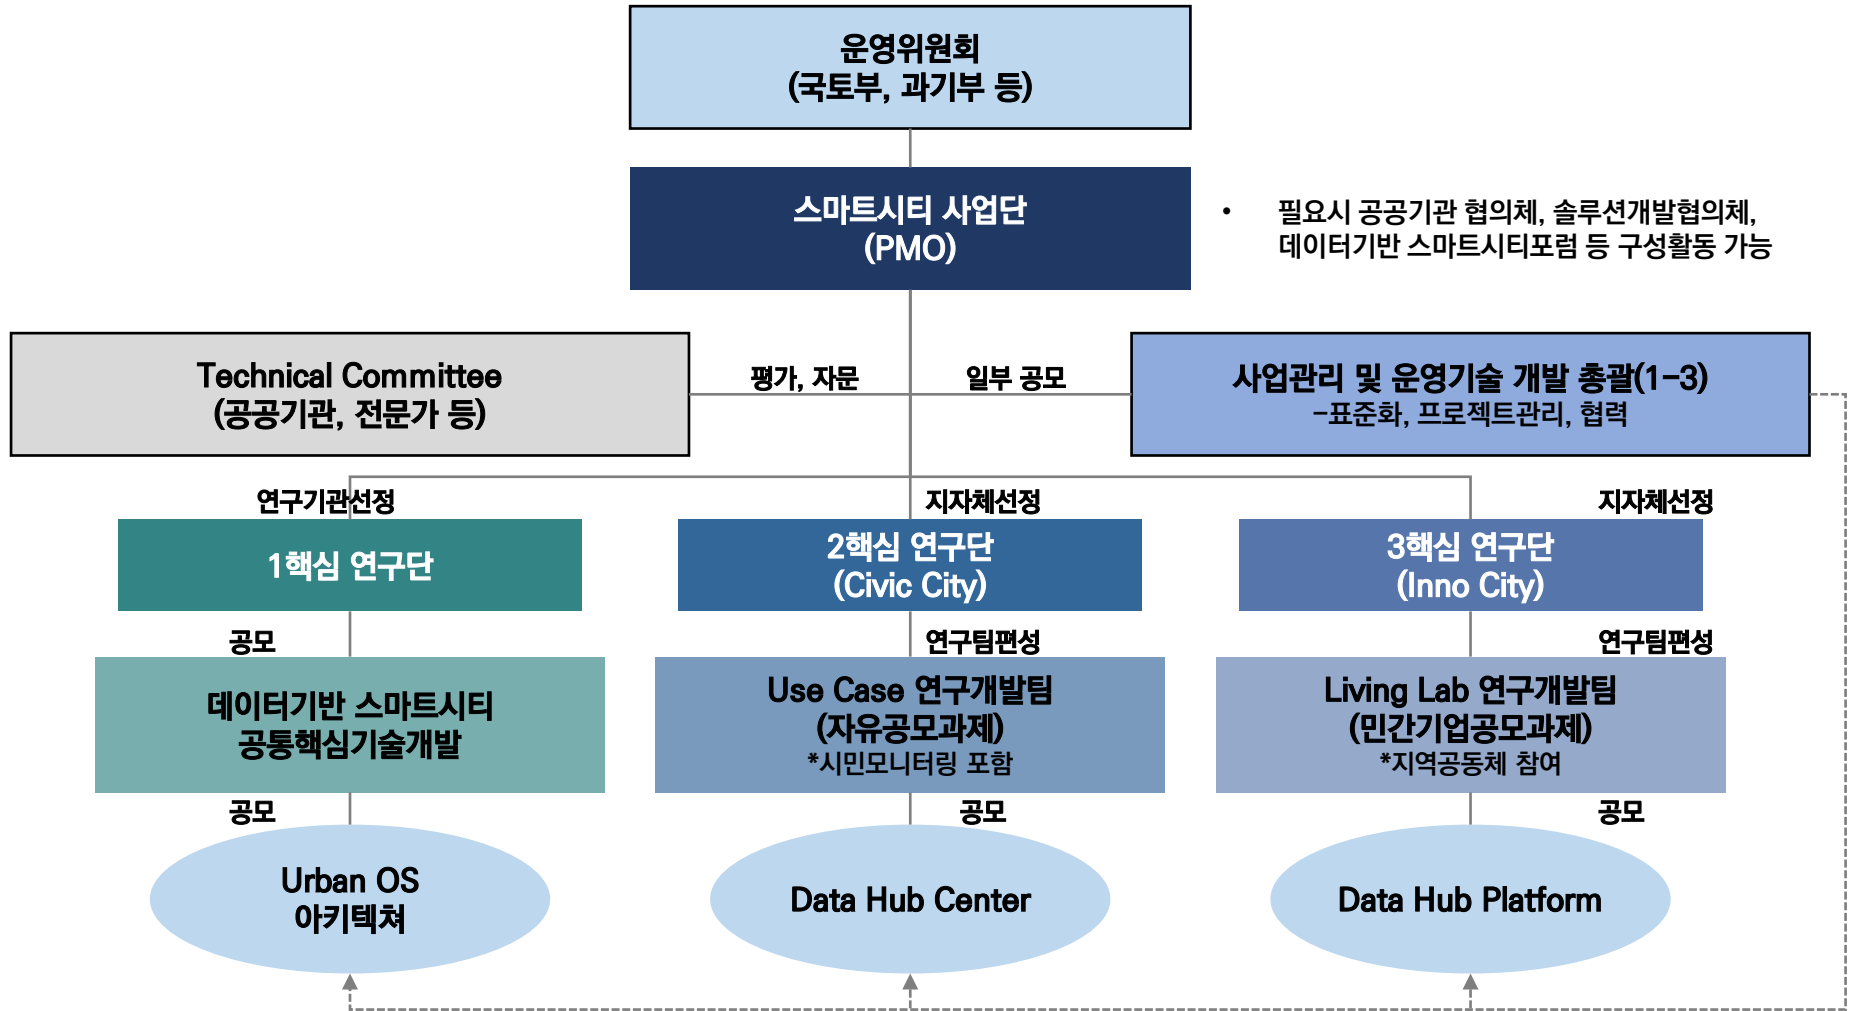 운영위원회
(국토부, 과기부 등)
스마트시티 사업단
(PMO)
• 필요시 공공기관 협의체, 솔루션개발협의체,
데이터기반 스마트시티포럼 등 구성활동 가능
Technical Committee
(공공기관, 전문가 등)
평가, 자문
일부 공모
사업관리 및 운영기술 개발 총괄(1-3)
-표준화, 프로젝트관리, 협력
연구기관선정
지자체선정
지자체선정
1핵심 연구단
2핵심 연구단
(Civic City)
3핵심 연구단
(Inno City)
공모
연구팀편성
연구팀편성
데이터기반 스마트시티
공통핵심기술개발
Use Case 연구개발팀
(자유공모과제)
*시민모니터링 포함
Living Lab 연구개발팀
(민간기업공모과제)
*지역공동체 참여
공모
공모
공모
Urban OS
아키텍쳐
Data Hub Center
Data Hub Platform